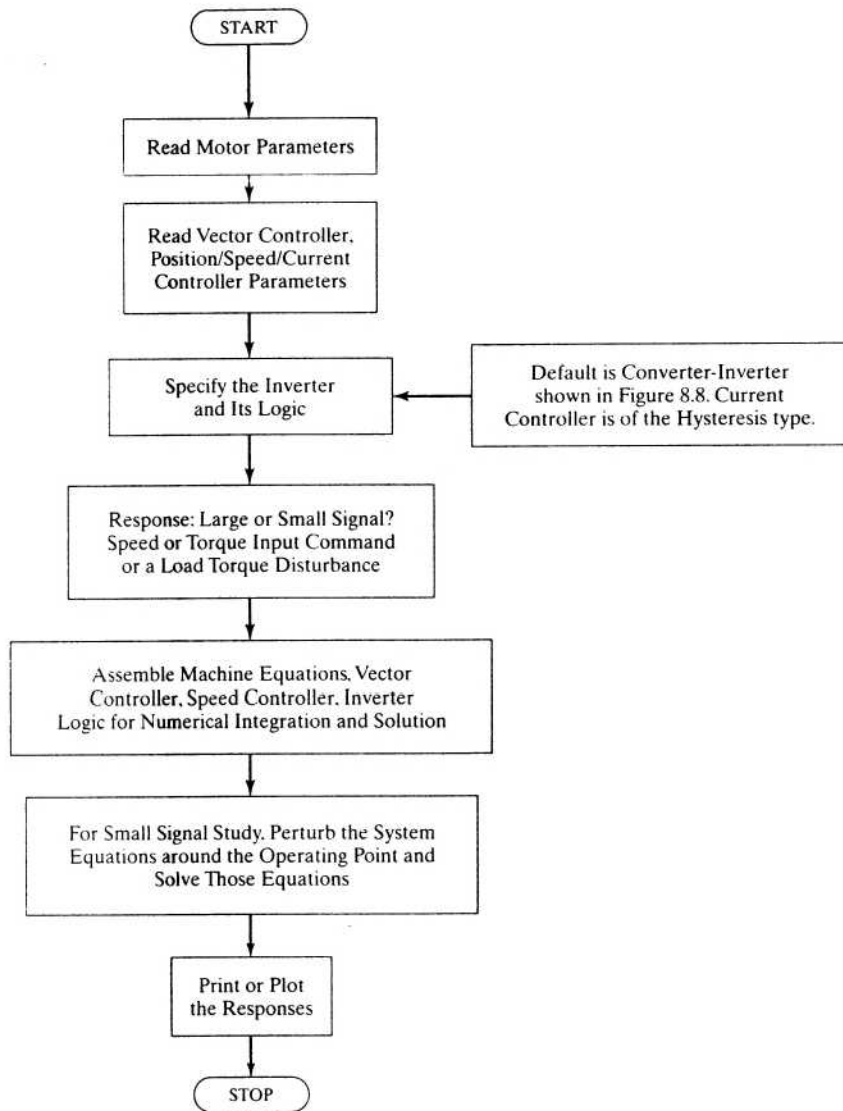 START
Read Motor Parameters
Read Vector Controller,
Position/Speed/Current
Controller Parameters
Specify the Inverter
and Its Logic
Default is Converter-Inverter
shown in Figure 8.8. Current
Controller is of the Hysteresis type.
Response: Large or Small Signal?
Speed or Torque Input Command
or a Load Torque Disturbance
Assemble Machine Equations, Vector
Controller, Speed Controller, Inverter
Logic for Numerical Integration and Solution
For Small Signal Study, Perturb the System
Equations around the Operating Point and
Solve Those Equations
Print or Plot
the Responses
STOP